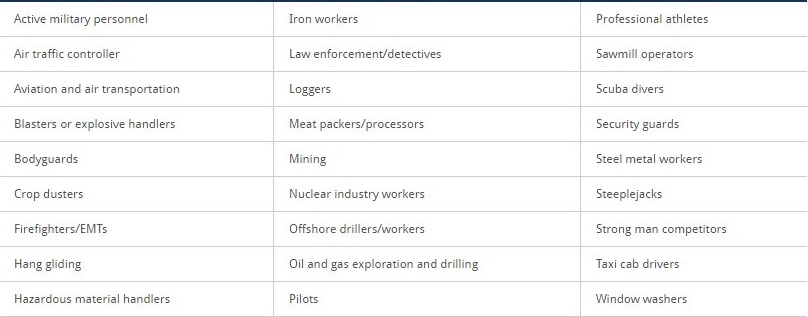 Active military personnel Iron workers Professional athletes
Air traffic controller Law enforcement/detectives Sawmill operators
Aviation and air transportation Loggers Scuba divers
Blasters or explosive handlers Meat packers/processors Security guards
Bodyguards Mining Steel metal workers
Crop dusters Nuclear industry workers Steeplejacks
Firefighters/EMTs Offshore drillers/workers Strong man competitors
Hang gliding Oil and gas exploration and drilling Taxi cab drivers
Hazardous material handlers Pilots Window washers